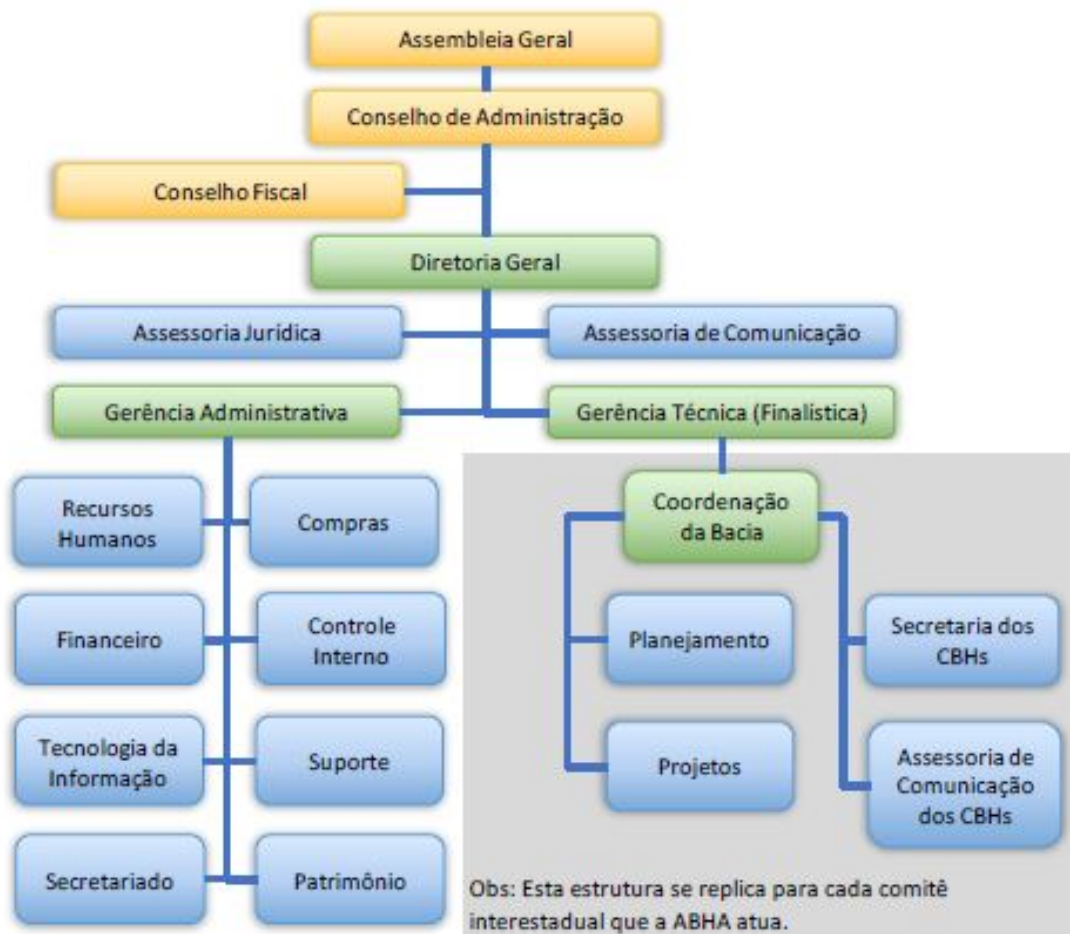 Assembleia Geral
Conselho de Administração
Conselho Fiscal
Diretoria Geral
Assessoria Jurídica
Assessoria de Comunicação
Gerência Administrativa
Gerência Técnica (Finalística)
Recursos
Humanos
Compras
Financeiro
Controle
Interno
Tecnologia da
Informação
Suporte
Secretariado
Patrimônio
Coordenação
da Bacia
Planejamento
Secretaria dos
CBHs
Projetos
Assessoria de
Comunicação
dos CBHs
Obs: Esta estrutura se replica para cada comitê
interestadual que a ABHA atua.